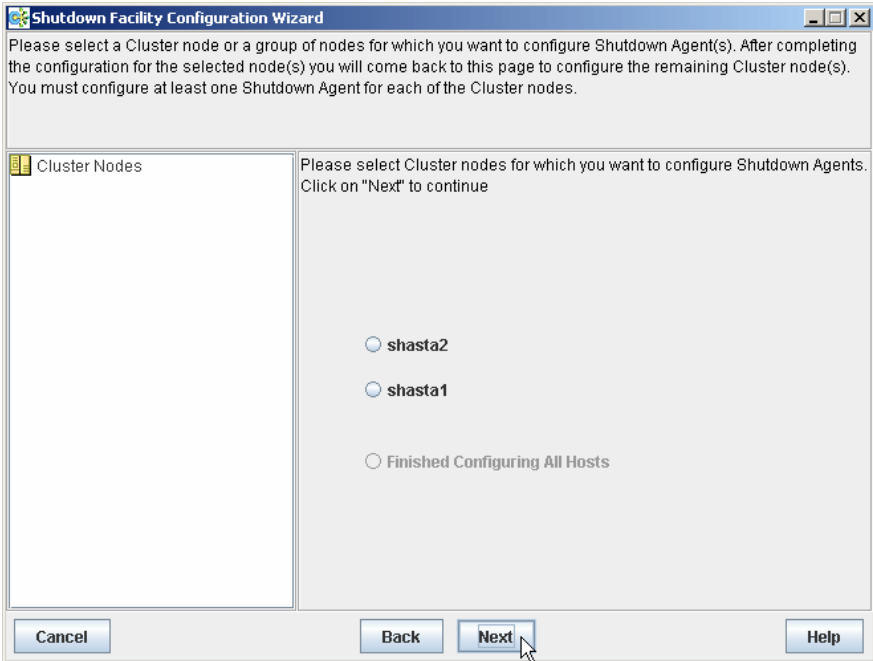 Shutdown Facility Configuration Wizard
Please select a Cluster node or a group of nodes for which you want to configure Shutdown Agent(s). After completing
the configuration for the selected node(s) you will come back to this page to configure the remaining Cluster node(s).
You must configure at least one Shutdown Agent for each of the Cluster nodes.
Cluster Nodes
Please select Cluster nodes for which you want to configure Shutdown Agents.
Click on "Next" to continue
shasta2
shasta1
Finished Configuring All Hosts
Cancel
Back
Next
Help